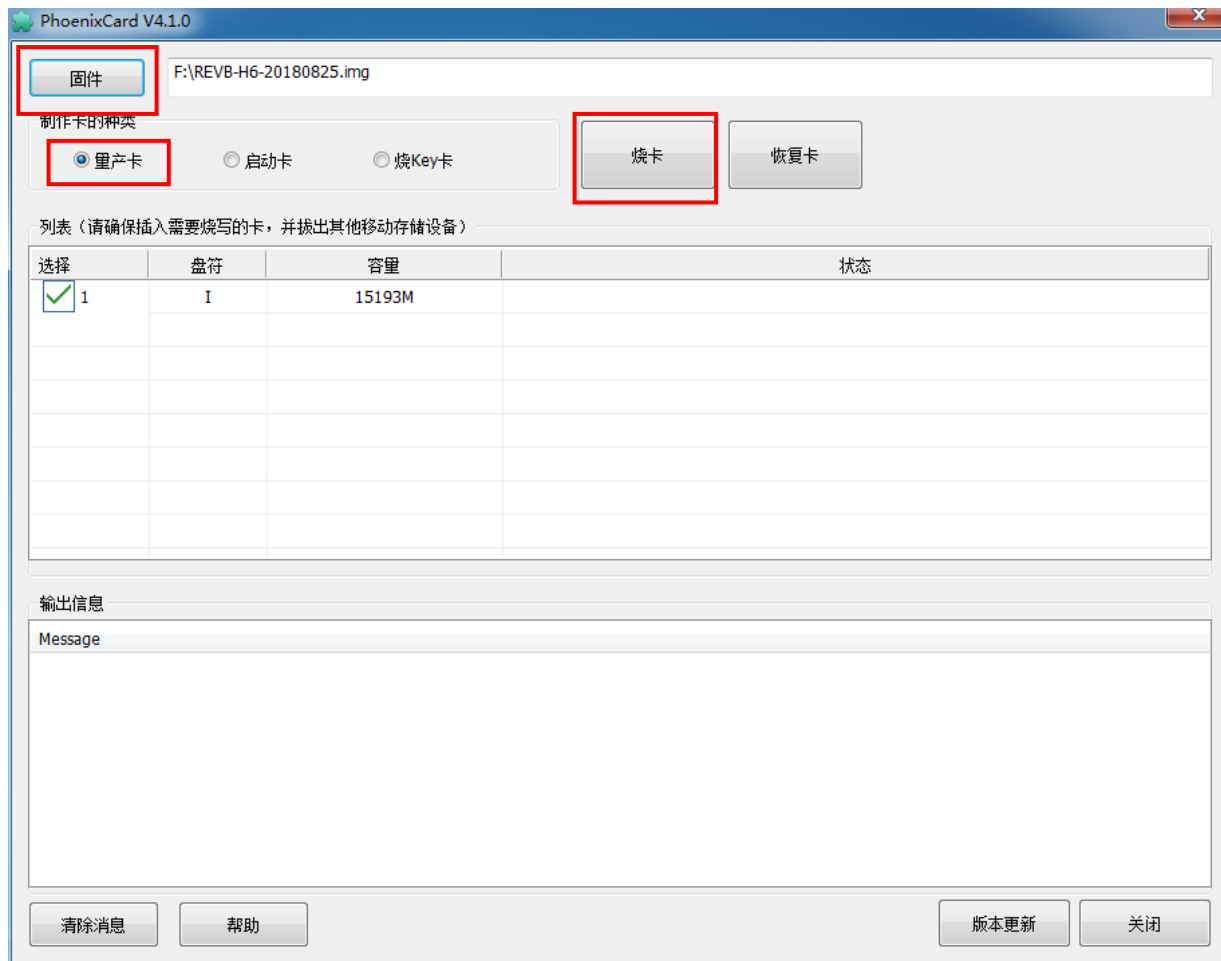 PhoenixCard V4.1.0
x
固件
F:\REVB-H6-20180825.img
制作卡的种类
量产卡
启动卡
烧Key卡
烧卡
恢复卡
列表（请确保插入需要烧写的卡，并拔出其他移动存储设备）
选择 盘符 容量 状态
1 I 15193M
输出信息
Message
清除消息
帮助
版本更新
关闭